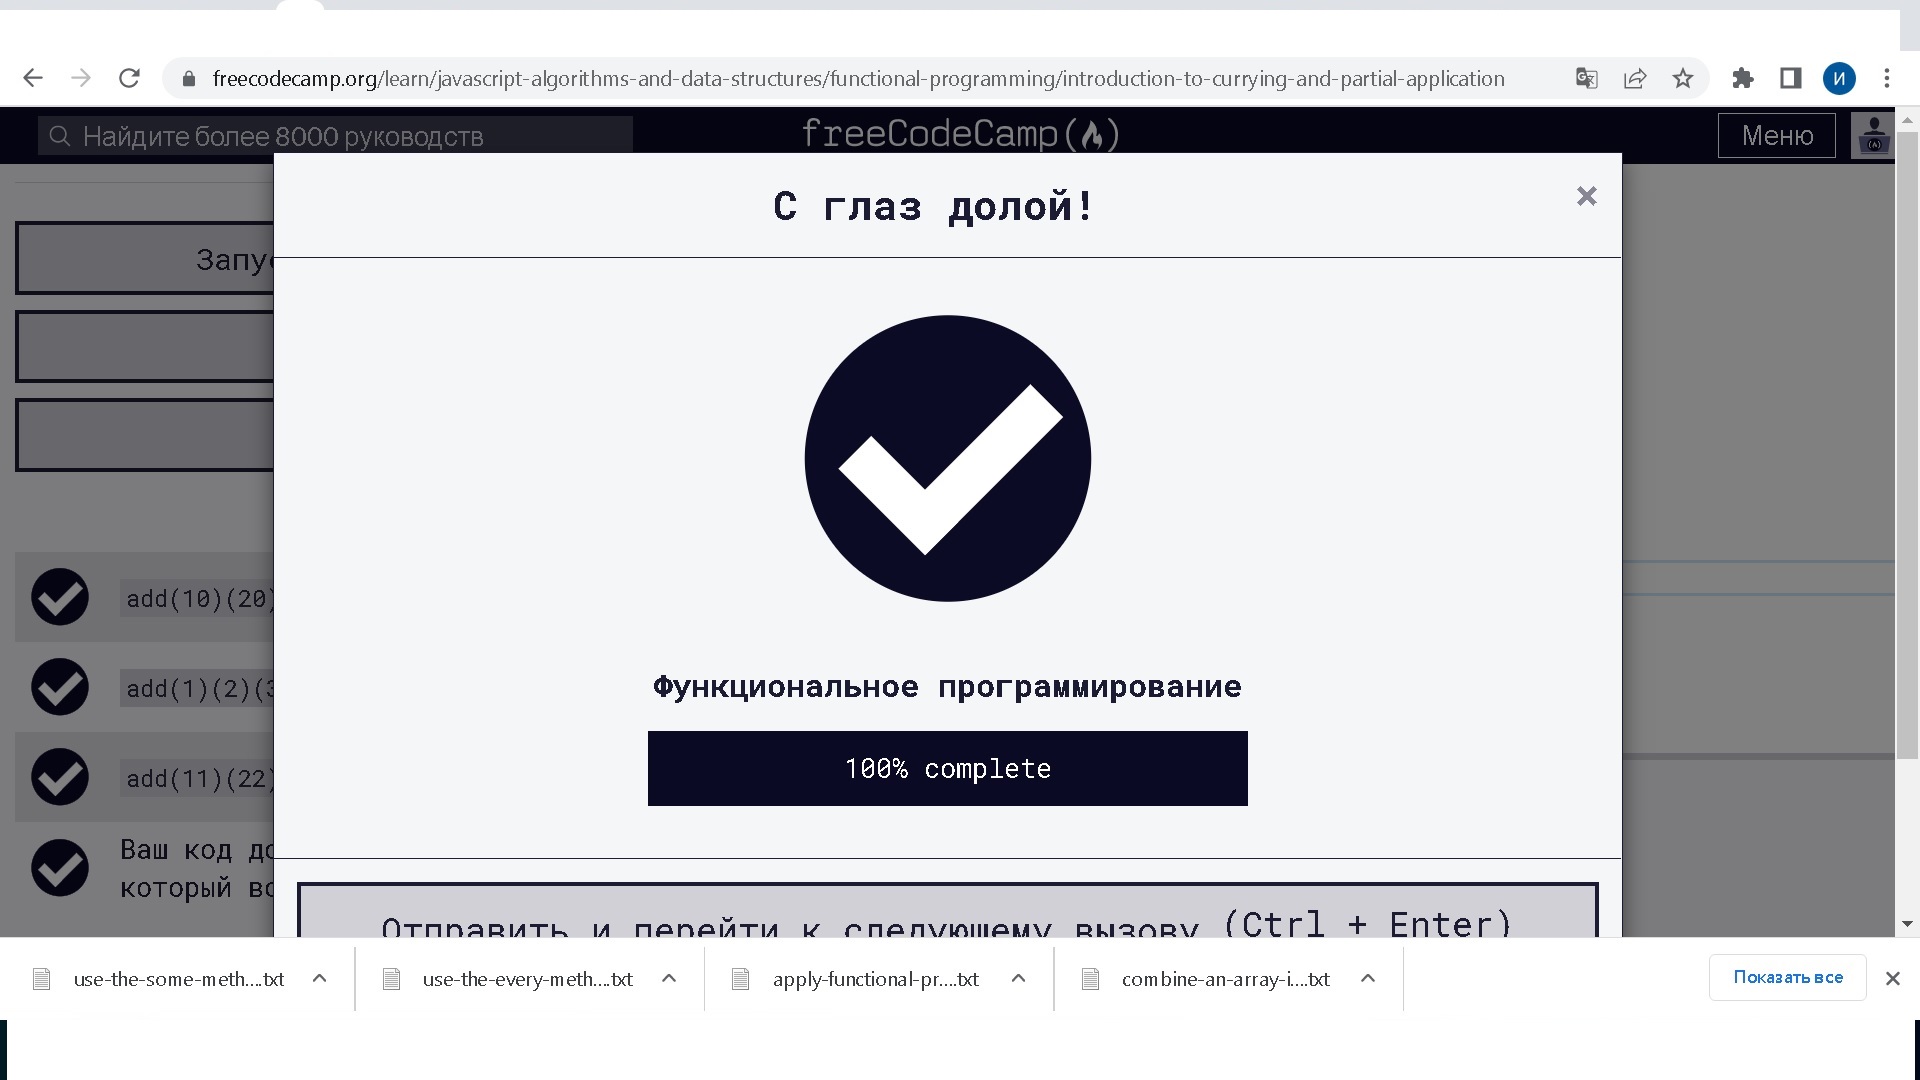 freecodecamp.org/learn/javascript-algorithms-and-data-structures/functional-programming/introduction-to-currying-and-partial-application
И
Найдите более 8000 руководств
freeCodeCamp(🔥)
Меню
(A)
С глаз долой!
×
Запус
add(10)(20)
add(1)(2)(3
add(11)(22)
Ваш код до
который во
Функциональное программирование
100% complete
Отправить и перейти к следующему вызову (Ctrl + Enter)
use-the-some-meth....txt
use-the-every-meth....txt
apply-functional-pr....txt
combine-an-array-i....txt
Показать все